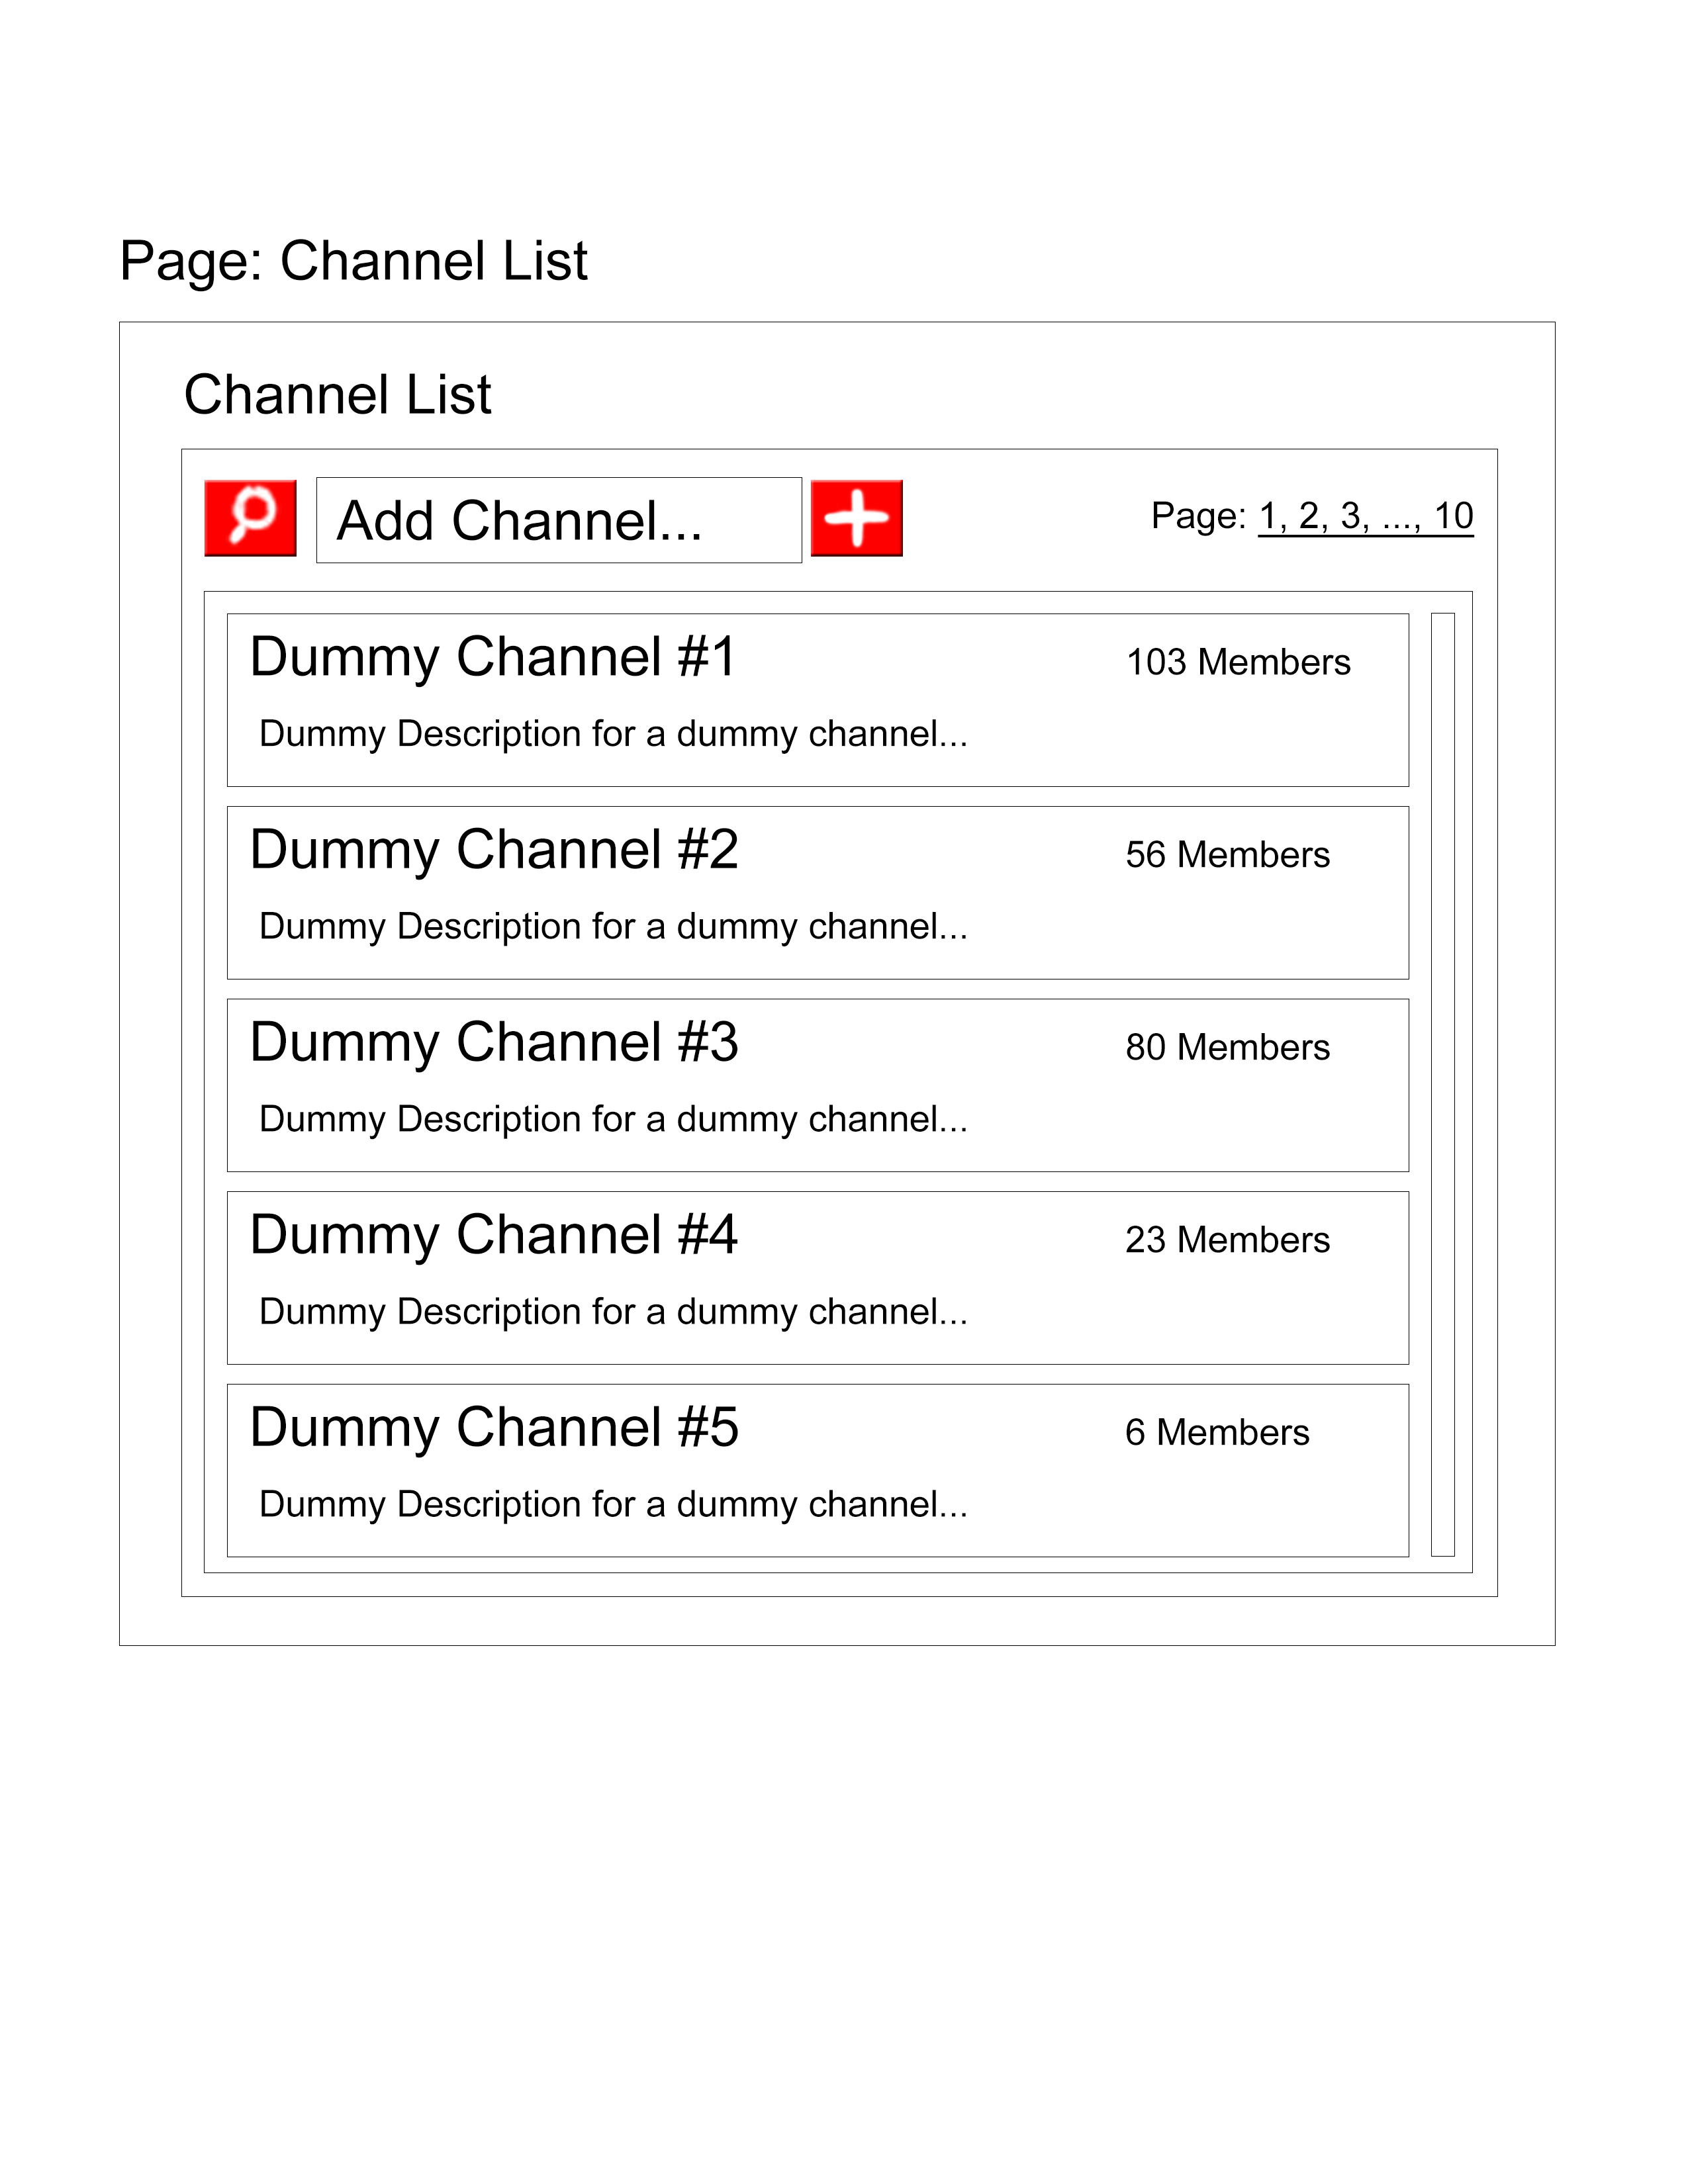 Page: Channel List
Channel List
Add Channel...
Page: 1, 2, 3, ..., 10
Dummy Channel #1
103 Members
Dummy Description for a dummy channel...
Dummy Channel #2
56 Members
Dummy Description for a dummy channel...
Dummy Channel #3
80 Members
Dummy Description for a dummy channel...
Dummy Channel #4
23 Members
Dummy Description for a dummy channel...
Dummy Channel #5
6 Members
Dummy Description for a dummy channel...